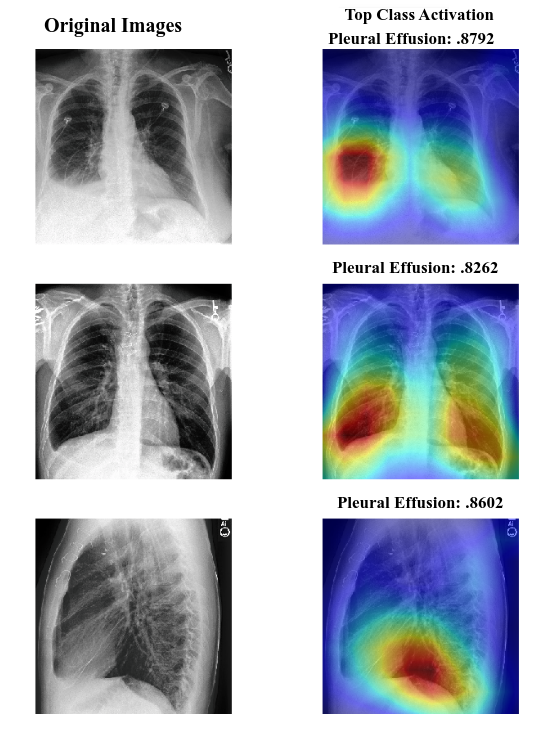 Original Images
Top Class Activation
Pleural Effusion: .8792
Pleural Effusion: .8262
Pleural Effusion: .8602